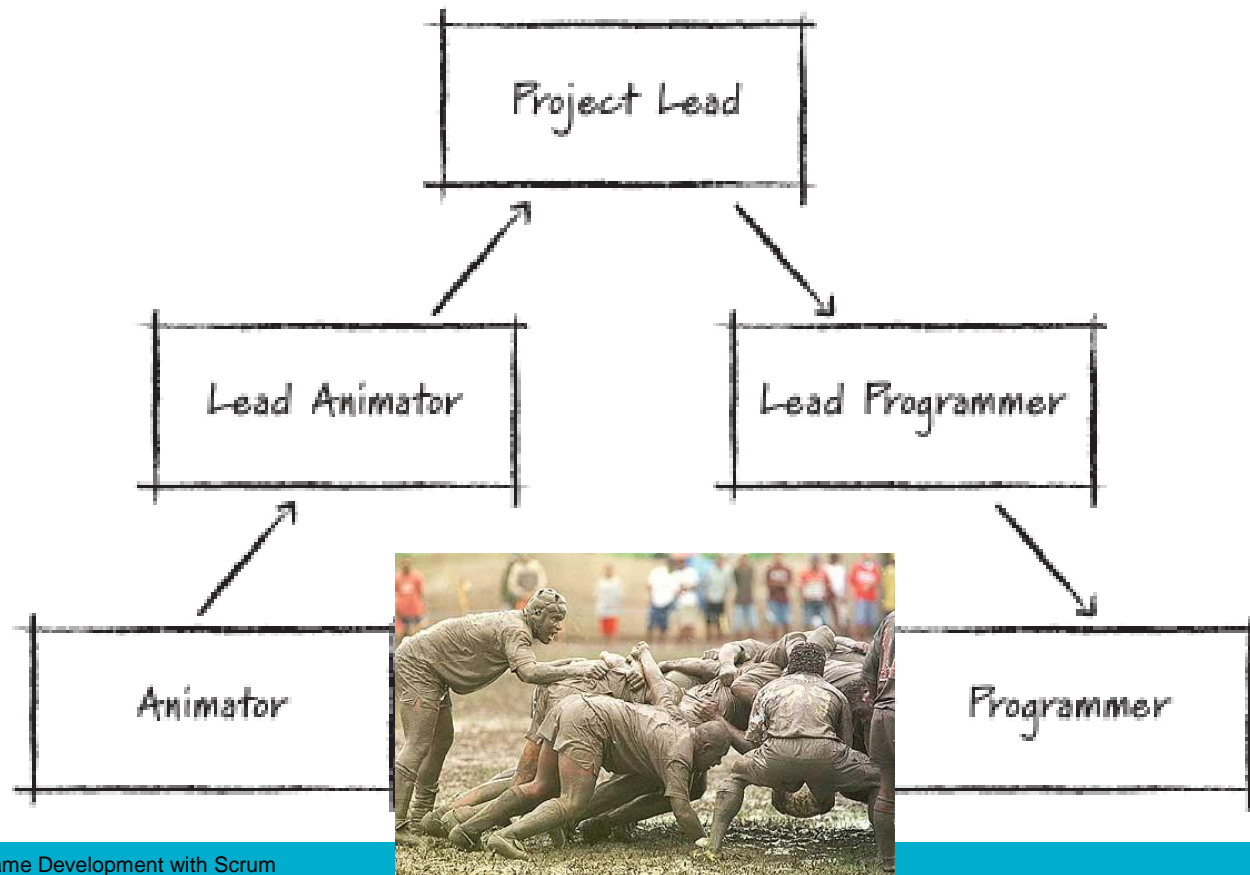 Project Lead
Lead Animator
Lead Programmer
Animator
Programmer
ame Development with Scrum